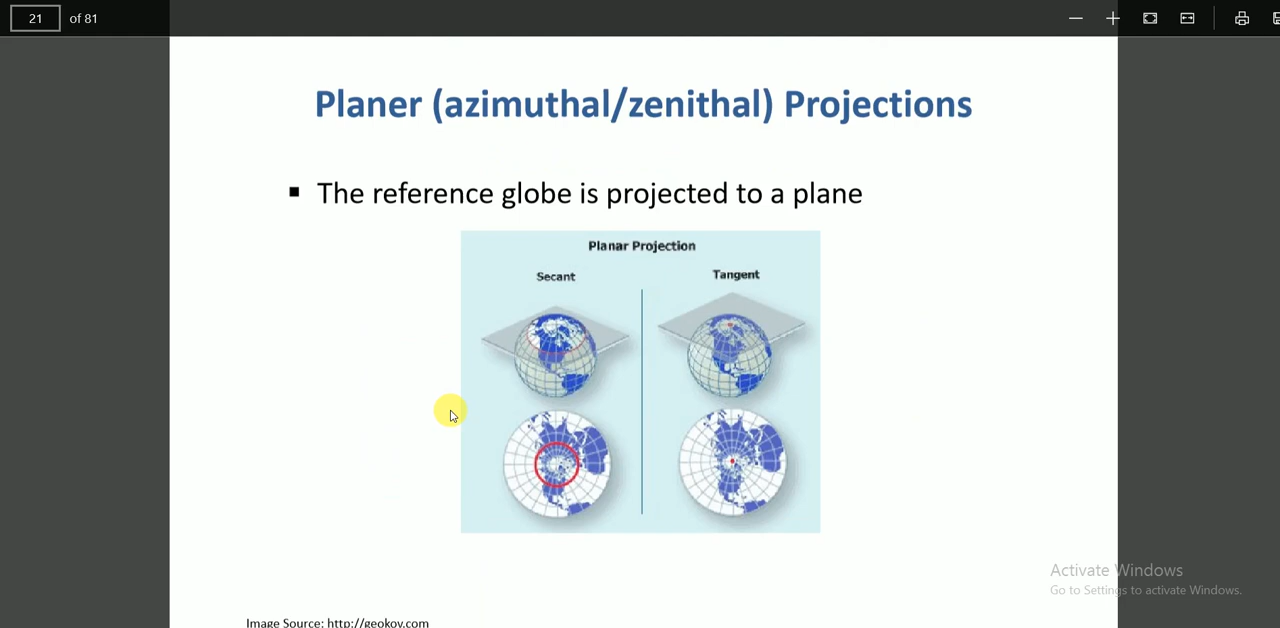 21 of 81
Planer (azimuthal/zenithal) Projections
▪ The reference globe is projected to a plane
Planar Projection
Secant Tangent
Activate Windows
Go to Settings to activate Windows.
Image Source: http://geokov.com